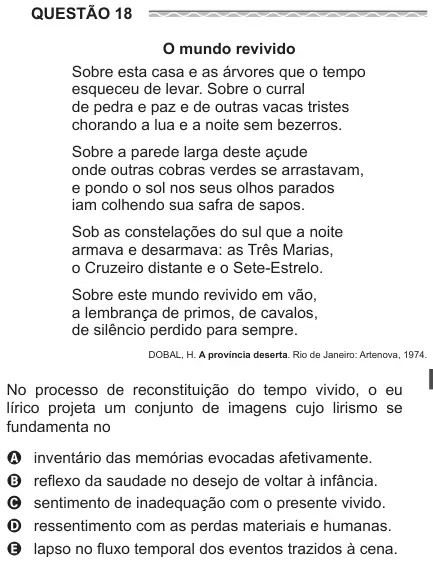 QUESTÃO 18
O mundo revivido
Sobre esta casa e as árvores que o tempo
esqueceu de levar. Sobre o curral
de pedra e paz e de outras vacas tristes
chorando a lua e a noite sem bezerros.
Sobre a parede larga deste açude
onde outras cobras verdes se arrastavam,
e pondo o sol nos seus olhos parados
iam colhendo sua safra de sapos.
Sob as constelações do sul que a noite
armava e desarmava: as Três Marias,
o Cruzeiro distante e o Sete-Estrelo.
Sobre este mundo revivido em vão,
a lembrança de primos, de cavalos,
de silêncio perdido para sempre.
DOBAL, H. A província deserta. Rio de Janeiro: Artenova, 1974.
No processo de reconstituição do tempo vivido, o eu
lírico projeta um conjunto de imagens cujo lirismo se
fundamenta no
A inventário das memórias evocadas afetivamente.
B reflexo da saudade no desejo de voltar à infância.
C sentimento de inadequação com o presente vivido.
D ressentimento com as perdas materiais e humanas.
E lapso no fluxo temporal dos eventos trazidos à cena.